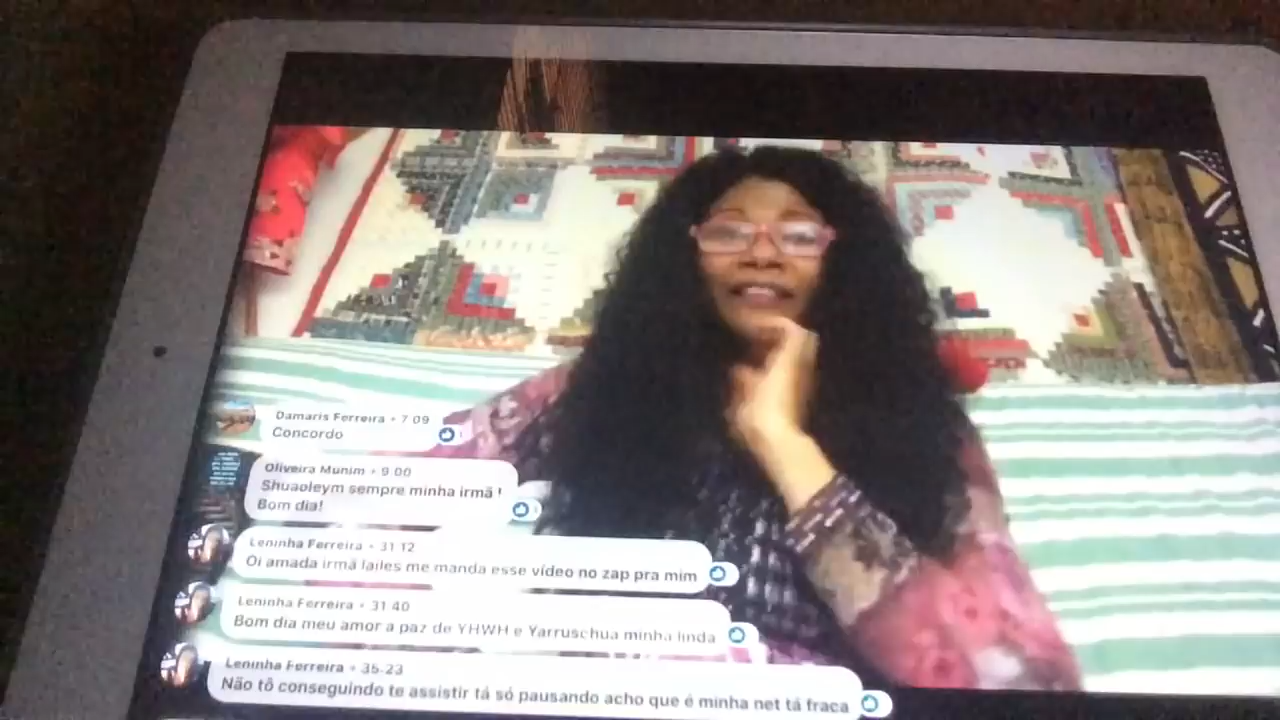 Damaris Ferreira • 7:09
Concordo
Oliveira Munim • 9:00
Shuaoleym sempre minha irmã !
Bom dia!
Leninha Ferreira • 31:12
Oi amada irmã lailes me manda esse vídeo no zap pra mim
Leninha Ferreira • 31:40
Bom dia meu amor a paz de YHWH e Yarruschua minha linda
Leninha Ferreira • 35:23
Não tô conseguindo te assistir tá só pausando acho que é minha net tá fraca